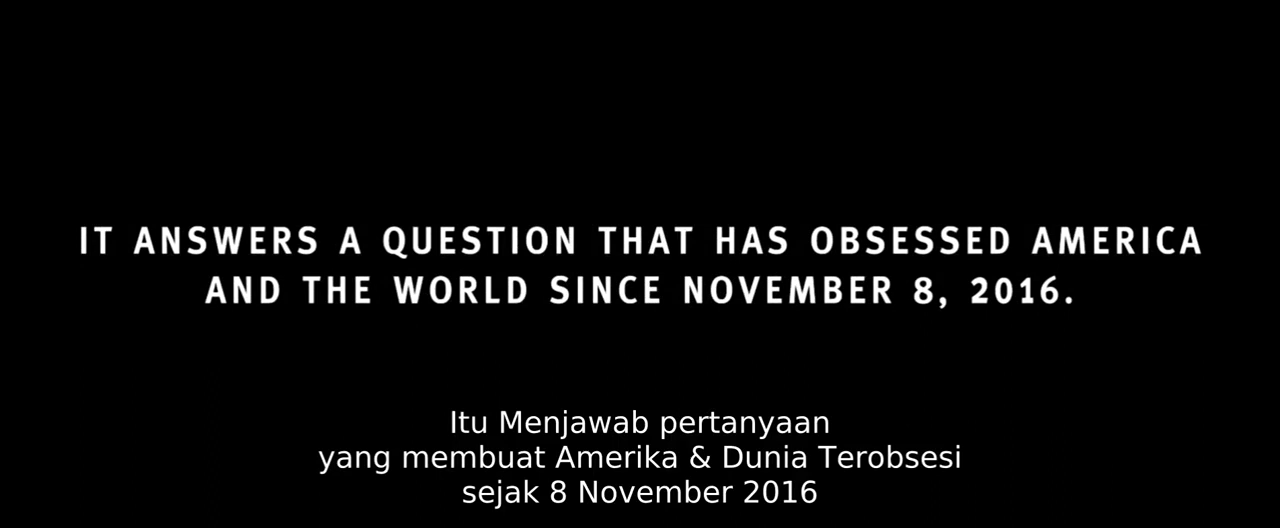 IT ANSWERS A QUESTION THAT HAS OBSESSED AMERICA
AND THE WORLD SINCE NOVEMBER 8, 2016.
Itu Menjawab pertanyaan
yang membuat Amerika & Dunia Terobsesi
sejak 8 November 2016